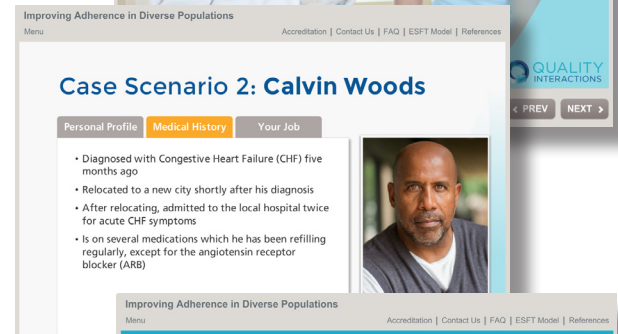 Improving Adherence in Diverse Populations
Menu
Accreditation | Contact Us | FAQ | ESFT Model | References
QUALITY
INTERACTIONS
< PREV
NEXT >
Case Scenario 2: Calvin Woods
Personal Profile
Medical History
Your Job
• Diagnosed with Congestive Heart Failure (CHF) five
months ago
• Relocated to a new city shortly after his diagnosis
• After relocating, admitted to the local hospital twice
for acute CHF symptoms
• Is on several medications which he has been refilling
regularly, except for the angiotensin receptor
blocker (ARB)
Improving Adherence in Diverse Populations
Menu
Accreditation | Contact Us | FAQ | ESFT Model | References